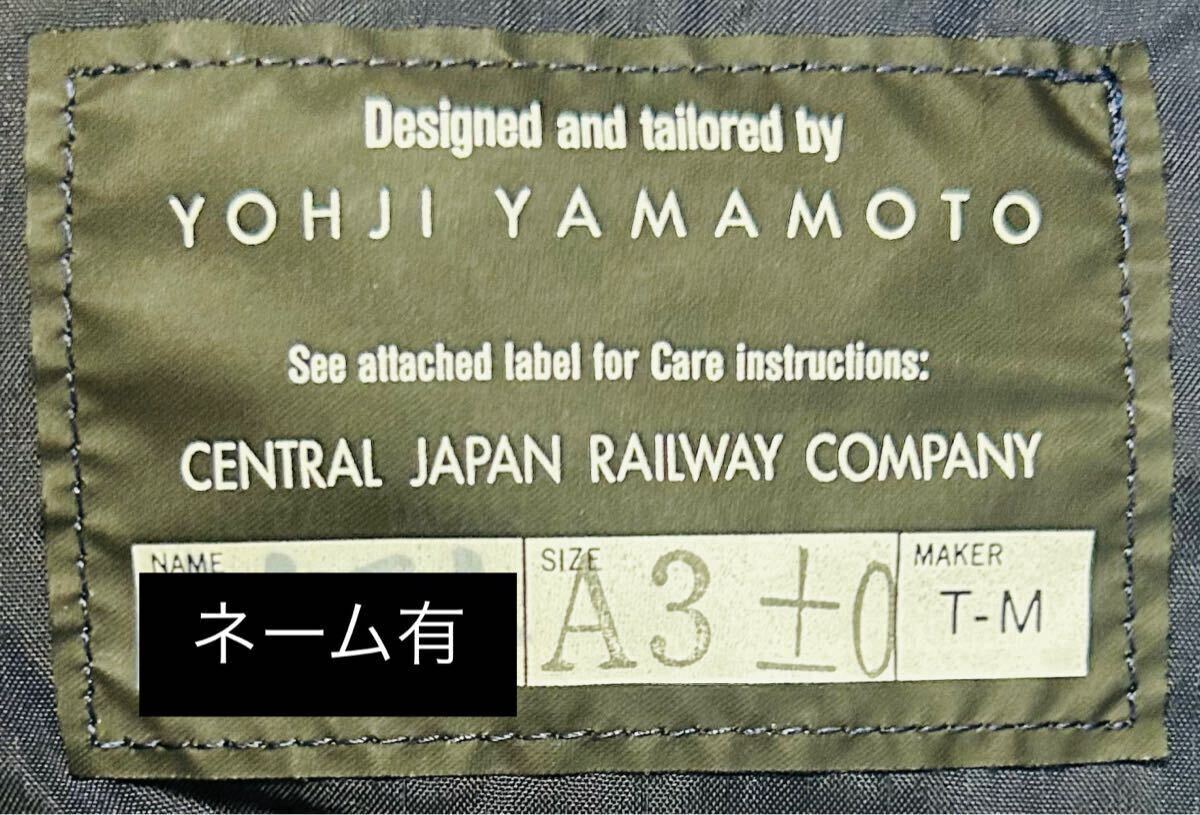 Designed and tailored by
YOHJI YAMAMOTO
See attached label for Care instructions:
CENTRAL JAPAN RAILWAY COMPANY
NAME SIZE MAKER
ネーム有 A3 ±0 T-M